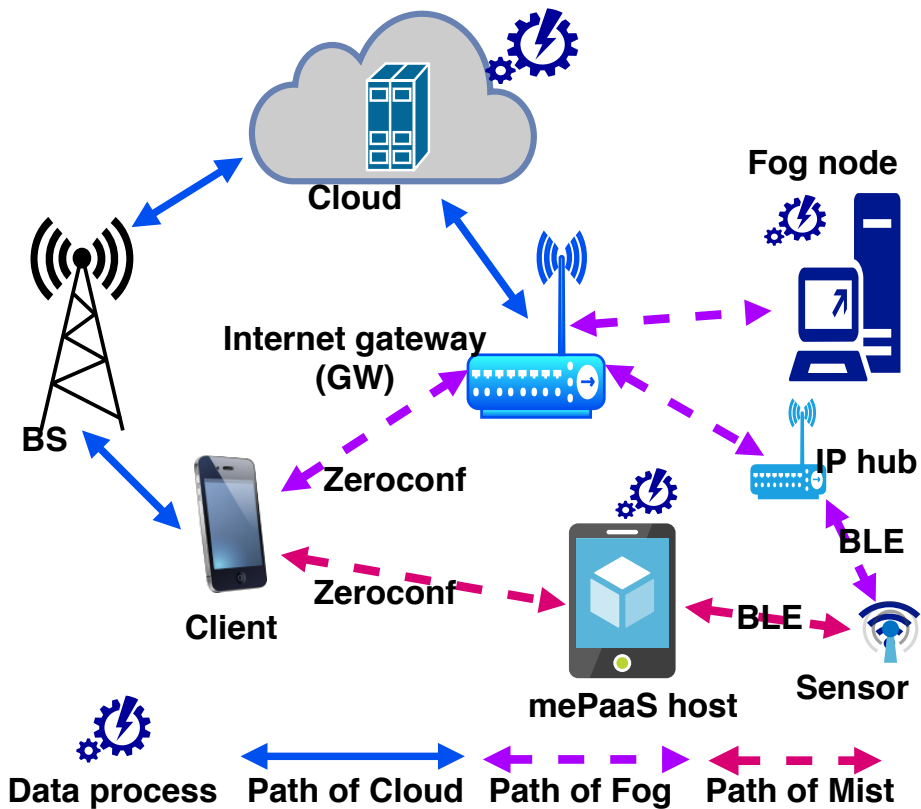 Cloud
Fog node
Internet gateway
(GW)
BS
IP hub
Zeroconf
BLE
Zeroconf
BLE
Client
Sensor
mePaaS host
Data process
Path of Cloud
Path of Fog
Path of Mist